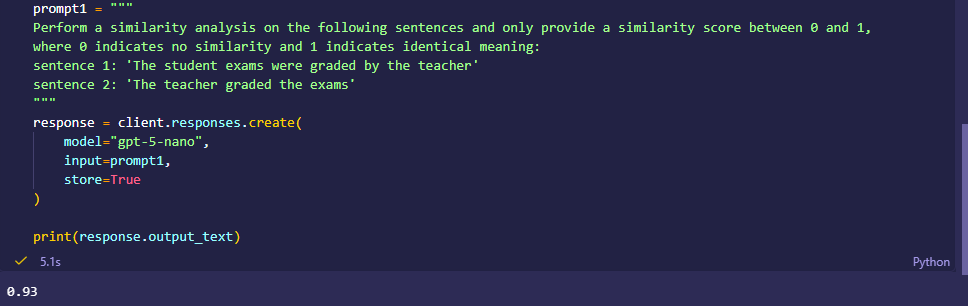 prompt1 = """
Perform a similarity analysis on the following sentences and only provide a similarity score between 0 and 1,
where 0 indicates no similarity and 1 indicates identical meaning:
sentence 1: 'The student exams were graded by the teacher'
sentence 2: 'The teacher graded the exams'
"""
response = client.responses.create(
    model="gpt-5-nano",
    input=prompt1,
    store=True
)

print(response.output_text)
5.1s Python
0.93